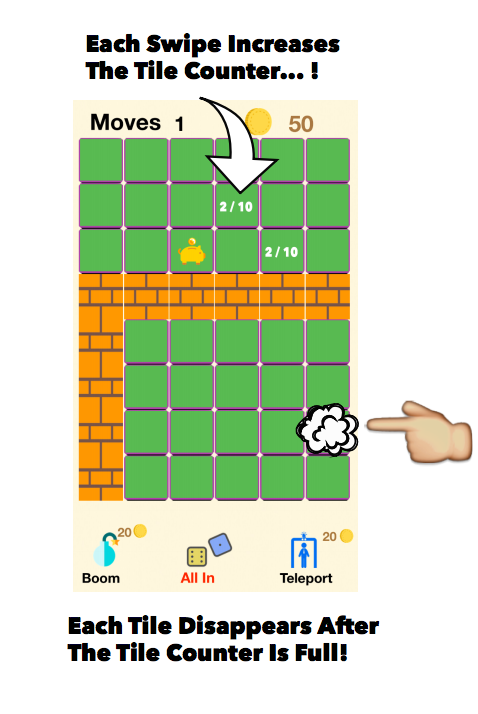 Each Swipe Increases
The Tile Counter... !
Moves 1
50
2 / 10
2 / 10
20
20
Boom
All In
Teleport
Each Tile Disappears After
The Tile Counter Is Full!